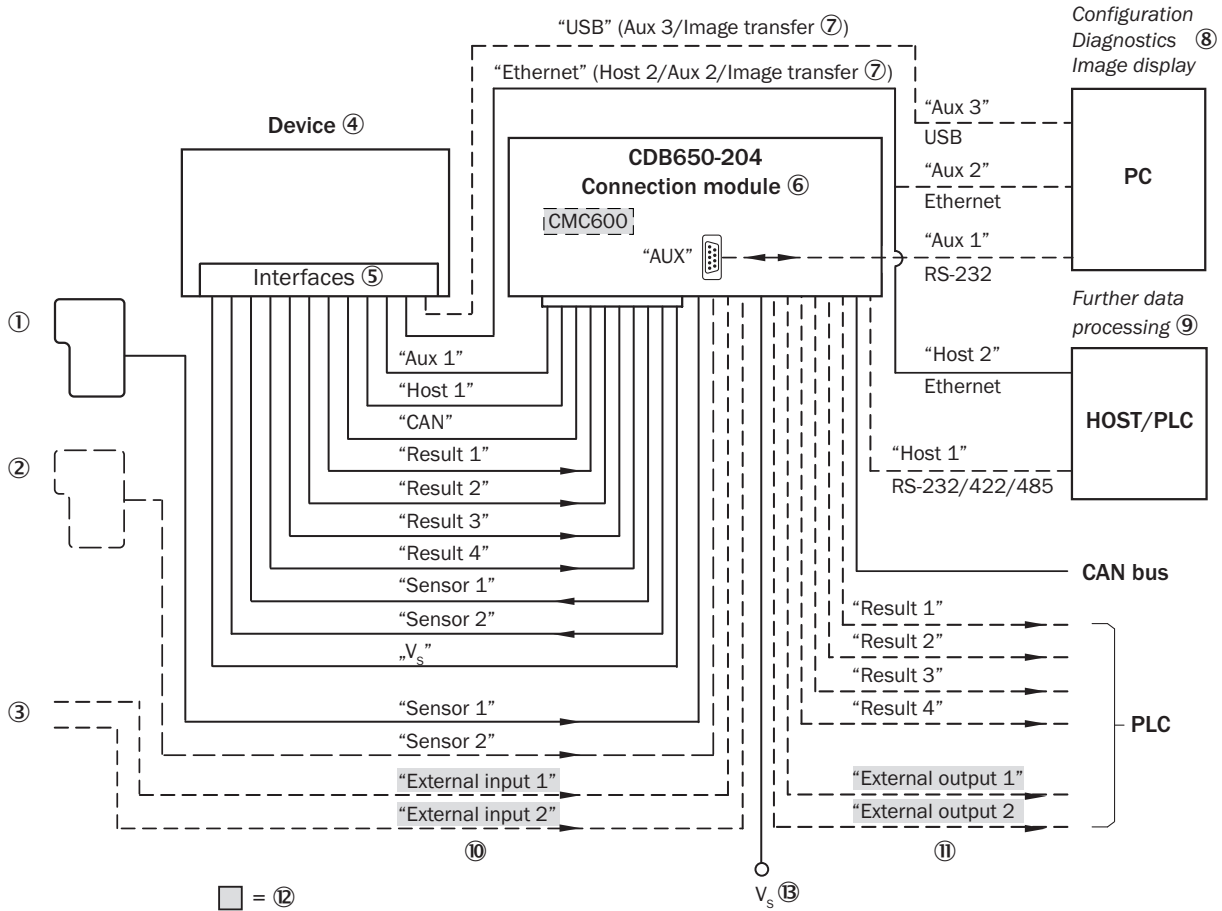 “USB” (Aux 3/Image transfer ⑦)
Configuration
Diagnostics ⑧
Image display
“Ethernet” (Host 2/Aux 2/Image transfer ⑦)
“Aux 3”
USB
Device ④
CDB650-204
Connection module ⑥
“Aux 2”
Ethernet
PC
CMC600
“AUX”
“Aux 1”
RS-232
Interfaces ⑤
①
Further data
processing ⑨
“Aux 1”
“Host 2”
Ethernet
“Host 1”
“CAN”
HOST/PLC
“Result 1”
“Host 1”
RS-232/422/485
②
“Result 2”
“Result 3”
“Result 4”
CAN bus
“Sensor 1”
“Result 1”
“Sensor 2”
“Result 2”
„Vs”
“Result 3”
③
“Sensor 1”
“Result 4”
PLC
“Sensor 2”
“External input 1”
“External output 1”
“External input 2”
“External output 2
⑩
⑪
= ⑫
Vs ⑬